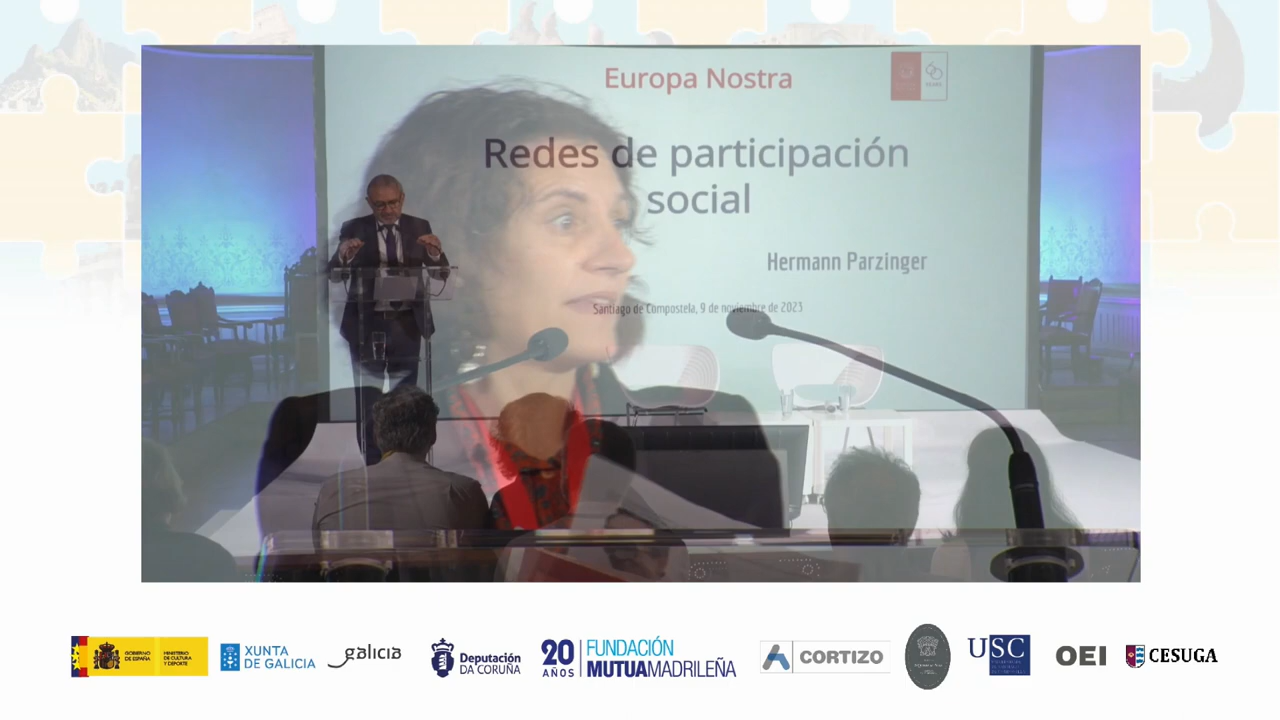 Europa Nostra
Redes de participación
social
Hermann Parzinger
Santiago de Compostela, 9 de noviembre de 2023
GOBIERNO
DE ESPAÑA
MINISTERIO
DE CULTURA
Y DEPORTE
XUNTA
DE GALICIA
galicia
Deputación
DA CORUÑA
20
AÑOS
FUNDACIÓN
MUTUAMADRILEÑA
CORTIZO
USC
OEI
CESUGA